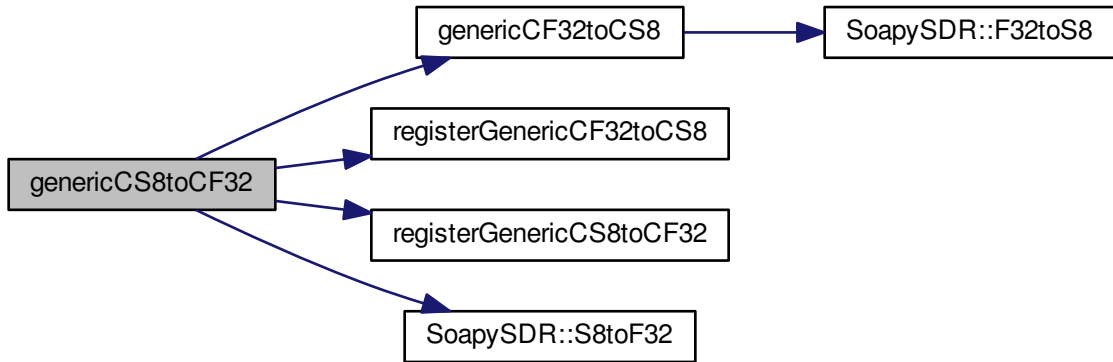 genericCF32toCS8
SoapySDR::F32toS8
registerGenericCF32toCS8
genericCS8toCF32
registerGenericCS8toCF32
SoapySDR::S8toF32